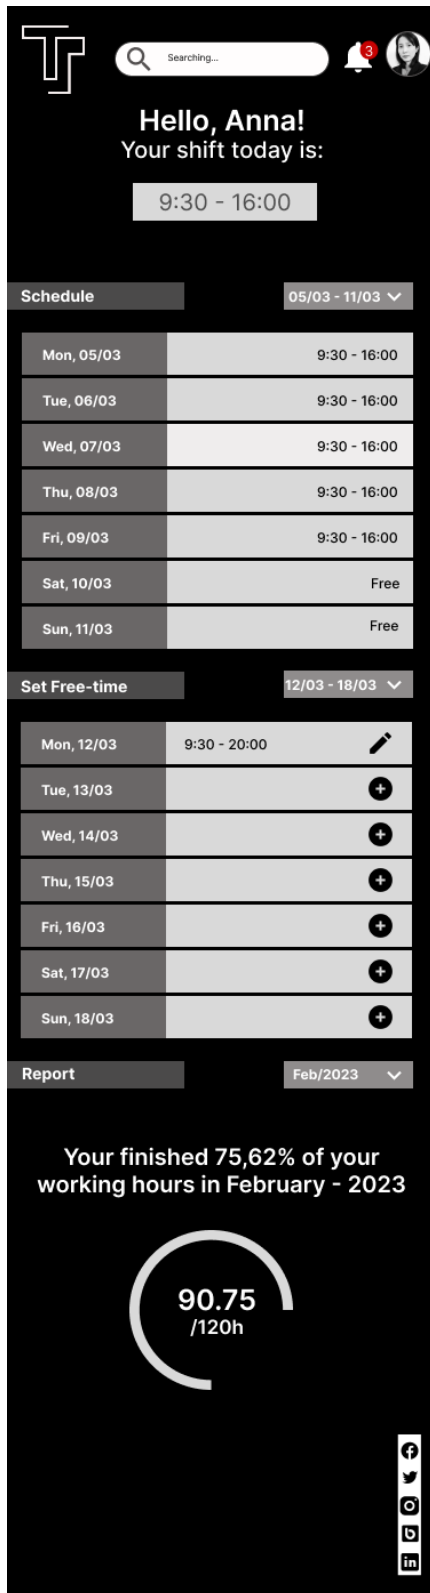 TJ
Searching...
3
Hello, Anna!
Your shift today is:
9:30 - 16:00
Schedule
05/03 - 11/03
Mon, 05/03 9:30 - 16:00
Tue, 06/03 9:30 - 16:00
Wed, 07/03 9:30 - 16:00
Thu, 08/03 9:30 - 16:00
Fri, 09/03 9:30 - 16:00
Sat, 10/03 Free
Sun, 11/03 Free
Set Free-time
12/03 - 18/03
Mon, 12/03 9:30 - 20:00
Tue, 13/03
Wed, 14/03
Thu, 15/03
Fri, 16/03
Sat, 17/03
Sun, 18/03
Report
Feb/2023
Your finished 75,62% of your
working hours in February - 2023
90.75
/120h